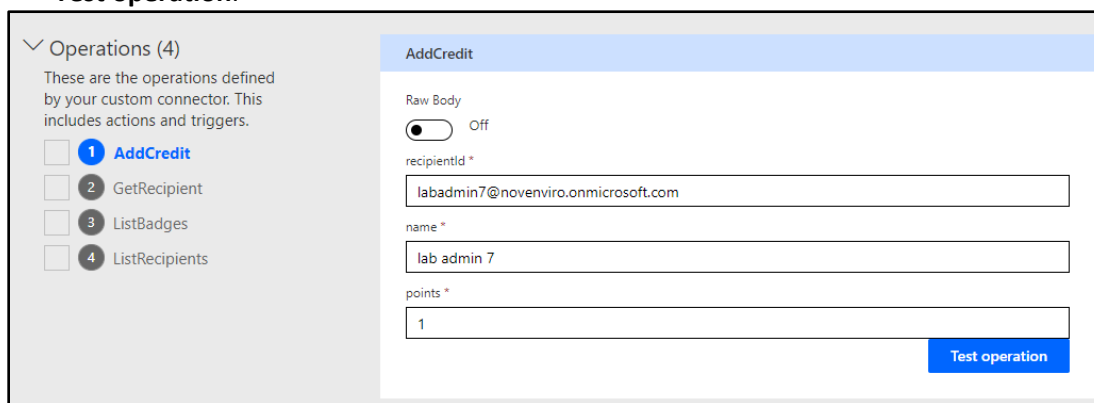 Test operation.
Operations (4)
These are the operations defined
by your custom connector. This
includes actions and triggers.
1 AddCredit
2 GetRecipient
3 ListBadges
4 ListRecipients
AddCredit
Raw Body
Off
recipientId *
labadmin7@novenviro.onmicrosoft.com
name *
lab admin 7
points *
1
Test operation